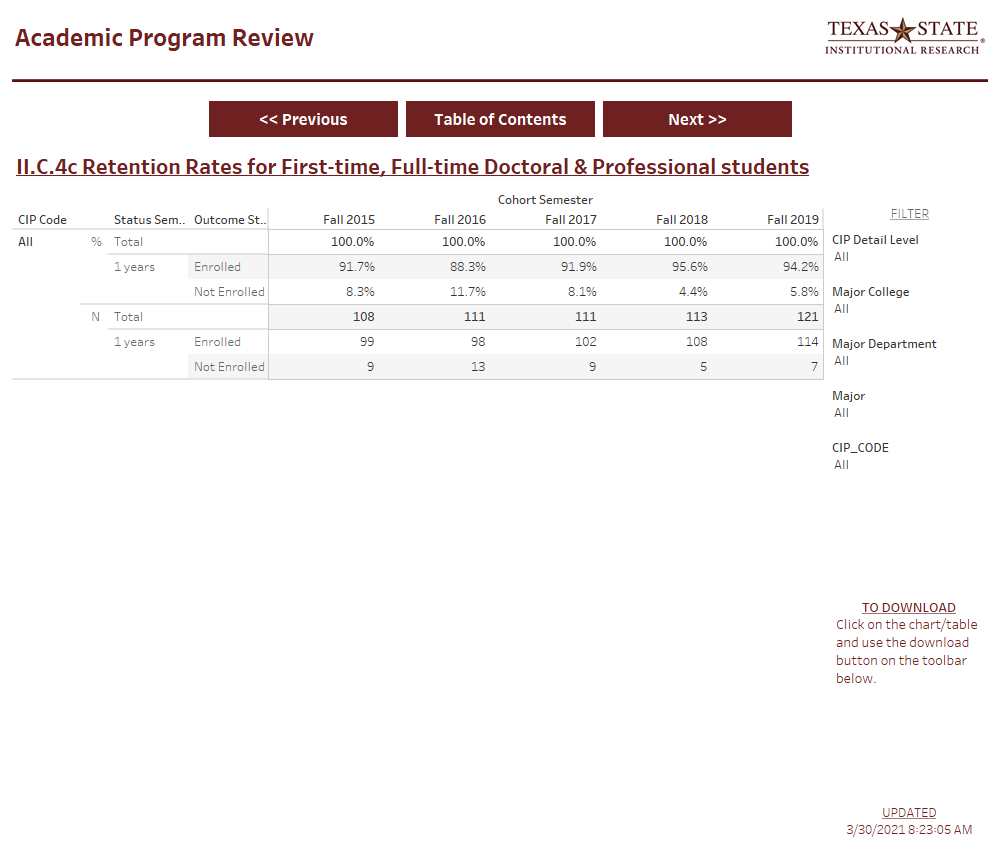 Academic Program Review
TEXAS STATE®
INSTITUTIONAL RESEARCH
<< Previous
Table of Contents
Next >>
II.C.4c Retention Rates for First-time, Full-time Doctoral & Professional students
Cohort Semester
CIP Code Status Sem.. Outcome St.. Fall 2015 Fall 2016 Fall 2017 Fall 2018 Fall 2019
All % Total 100.0% 100.0% 100.0% 100.0% 100.0%
1 years Enrolled 91.7% 88.3% 91.9% 95.6% 94.2%
Not Enrolled 8.3% 11.7% 8.1% 4.4% 5.8%
N Total 108 111 111 113 121
1 years Enrolled 99 98 102 108 114
Not Enrolled 9 13 9 5 7
FILTER
CIP Detail Level
All
Major College
All
Major Department
All
Major
All
CIP_CODE
All
TO DOWNLOAD
Click on the chart/table
and use the download
button on the toolbar
below.
UPDATED
3/30/2021 8:23:05 AM